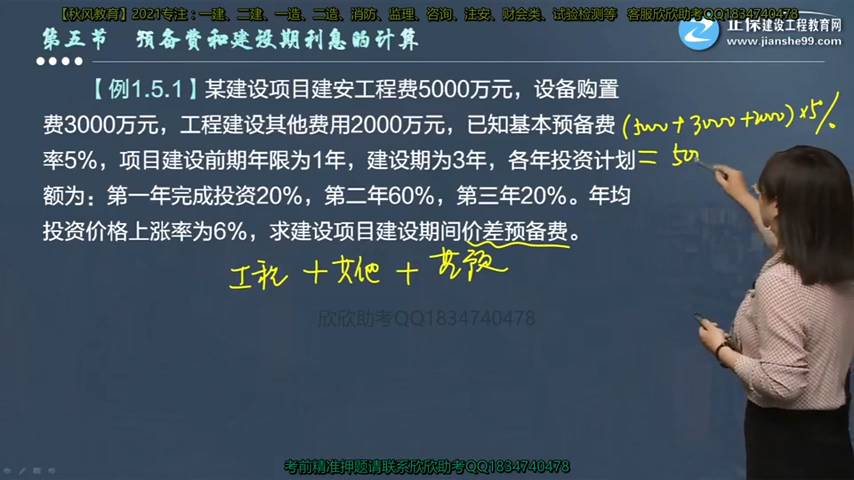 【秋风教育】2021专注：一建、二建、一造、二造、消防、监理、咨询、注安、财会类、试验检测等 客服欣欣助考QQ1834740478
第五节 预备费和建设期利息的计算
正保建设工程教育网
www.jianshe99.com
【例1.5.1】某建设项目建安工程费5000万元，设备购置
费3000万元，工程建设其他费用2000万元，已知基本预备费
(5000+3000+2000)×5%
率5%，项目建设前期年限为1年，建设期为3年，各年投资计划
= 500
额为：第一年完成投资20%，第二年60%，第三年20%。年均
投资价格上涨率为6%，求建设项目建设期间价差预备费。
工程 + 其他 + 基预
欣欣助考QQ1834740478
考前精准押题请联系欣欣助考QQ1834740478